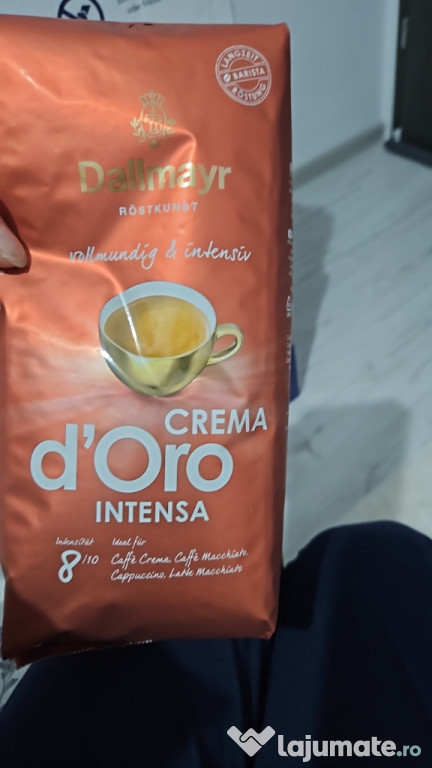 LANGZEIT
BARISTA
RÖSTUNG
Dallmayr
RÖSTKUNST
vollmundig & intensiv
CREMA
d'Oro
INTENSA
Intensität
8/10
Ideal für
Caffè Crema, Caffè Macchiato,
Cappuccino, Latte Macchiato
lajumate.ro